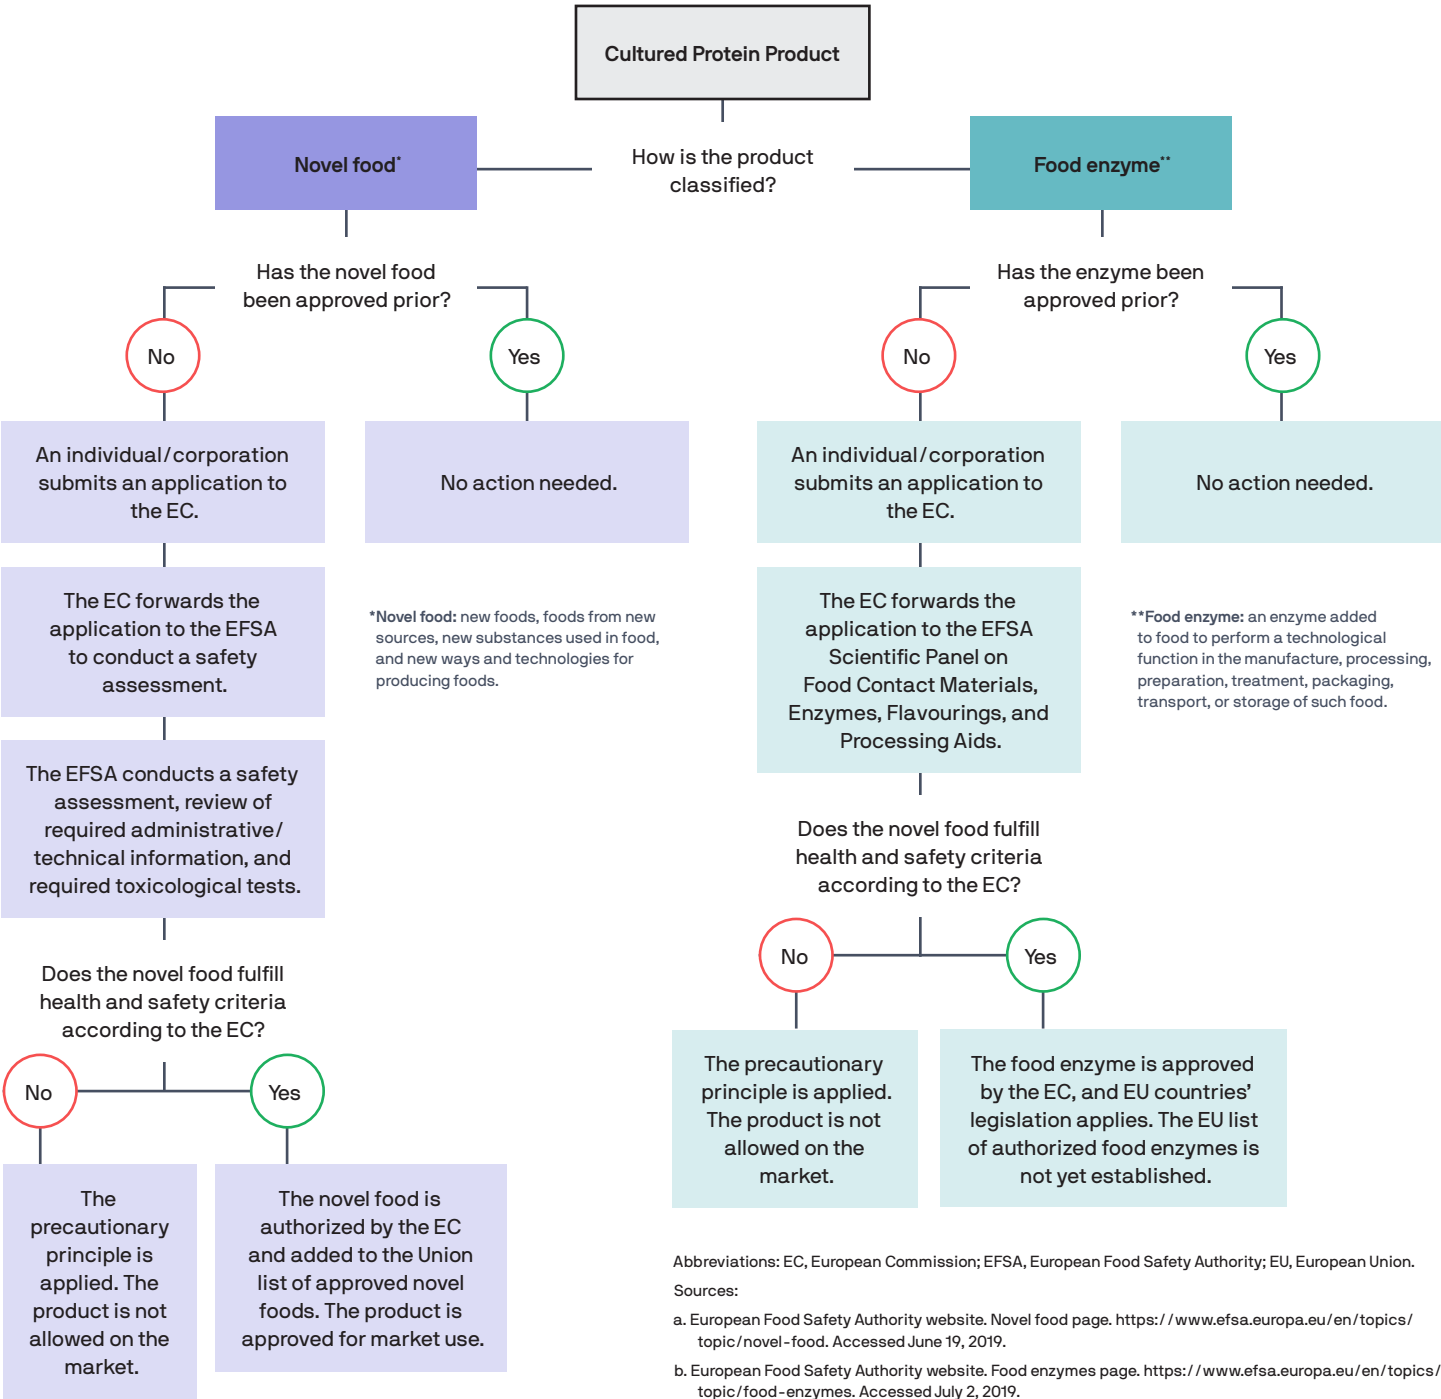 Cultured Protein Product
How is the product
classified?
Novel food*
Food enzyme**
Has the novel food
been approved prior?
No
Yes
An individual/corporation
submits an application to
the EC.
No action needed.
The EC forwards the
application to the EFSA
to conduct a safety
assessment.
*Novel food: new foods, foods from new
sources, new substances used in food,
and new ways and technologies for
producing foods.
The EFSA conducts a safety
assessment, review of
required administrative/
technical information, and
required toxicological tests.
Does the novel food fulfill
health and safety criteria
according to the EC?
No
Yes
The
precautionary
principle is
applied. The
product is not
allowed on the
market.
The novel food is
authorized by the EC
and added to the Union
list of approved novel
foods. The product is
approved for market use.
Has the enzyme been
approved prior?
No
Yes
An individual/corporation
submits an application to
the EC.
No action needed.
The EC forwards the
application to the EFSA
Scientific Panel on
Food Contact Materials,
Enzymes, Flavourings, and
Processing Aids.
**Food enzyme: an enzyme added
to food to perform a technological
function in the manufacture, processing,
preparation, treatment, packaging,
transport, or storage of such food.
Does the novel food fulfill
health and safety criteria
according to the EC?
No
Yes
The precautionary
principle is applied.
The product is not
allowed on the
market.
The food enzyme is approved
by the EC, and EU countries’
legislation applies. The EU list
of authorized food enzymes is
not yet established.
Abbreviations: EC, European Commission; EFSA, European Food Safety Authority; EU, European Union.
Sources:
a. European Food Safety Authority website. Novel food page. https://www.efsa.europa.eu/en/topics/
topic/novel-food. Accessed June 19, 2019.
b. European Food Safety Authority website. Food enzymes page. https://www.efsa.europa.eu/en/topics/
topic/food-enzymes. Accessed July 2, 2019.